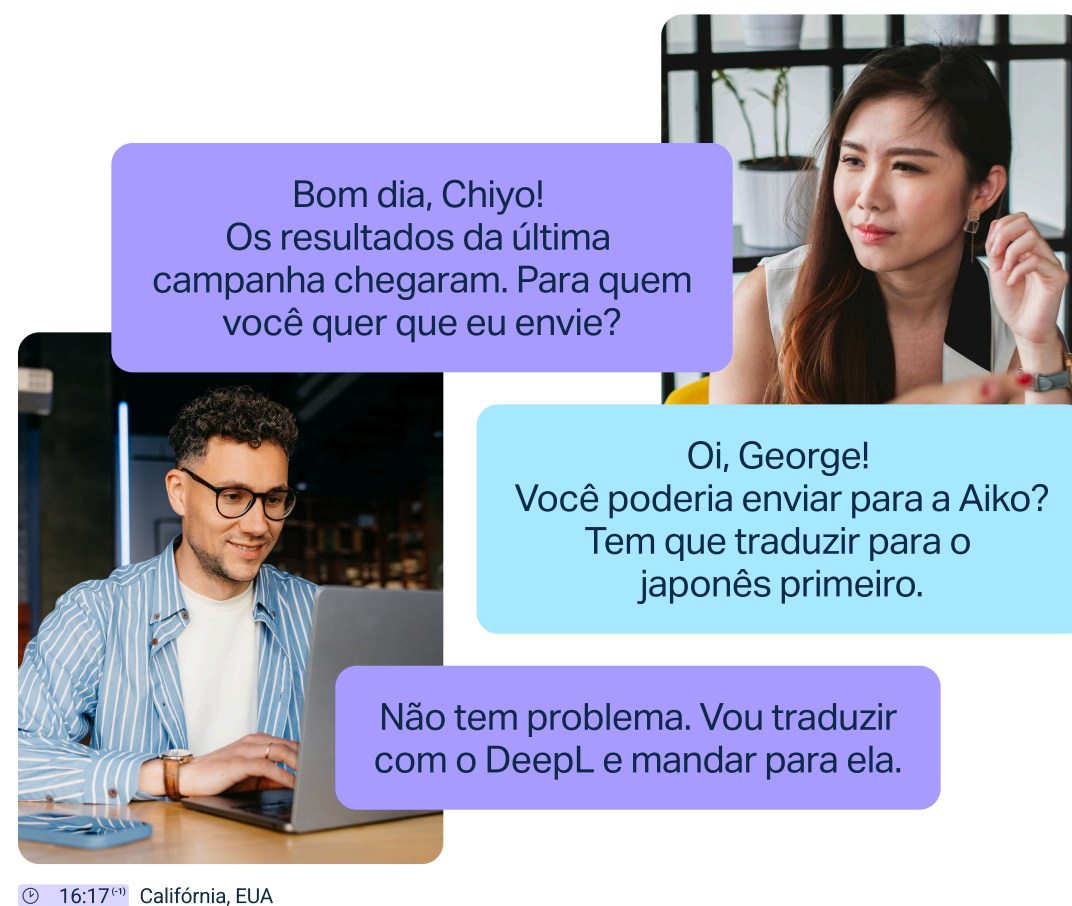 Bom dia, Chiyo!
Os resultados da última
campanha chegaram. Para quem
você quer que eu envie?
Oi, George!
Você poderia enviar para a Aiko?
Tem que traduzir para o
japonês primeiro.
Não tem problema. Vou traduzir
com o DeepL e mandar para ela.
16:17(-1) Califórnia, EUA